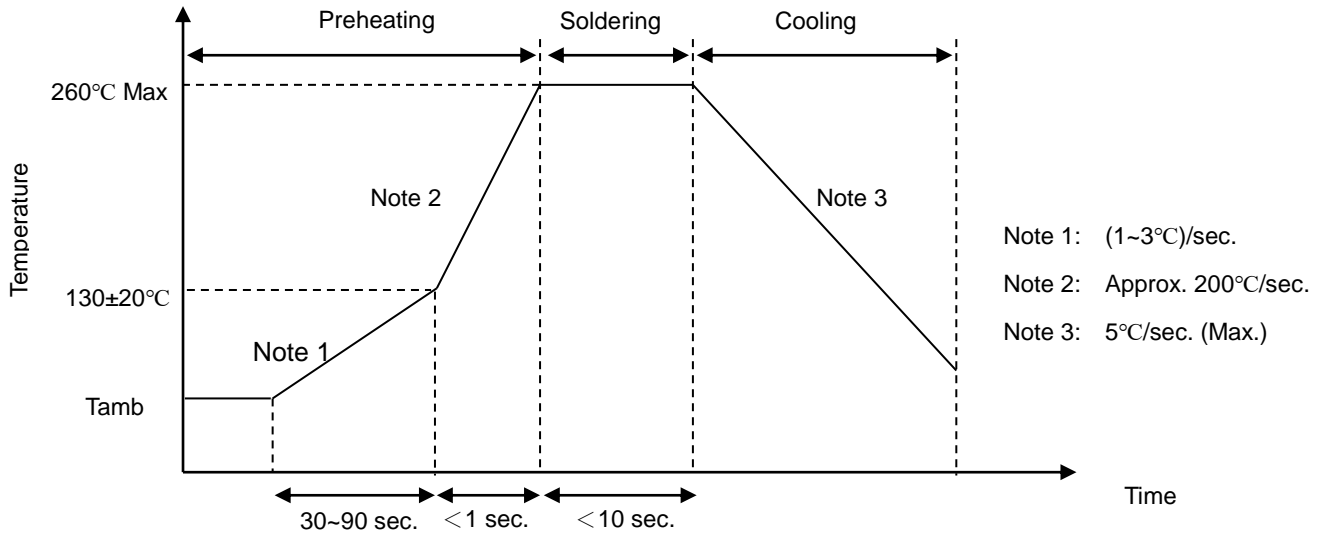 Preheating
Soldering
Cooling
260℃ Max
Temperature
Note 2
Note 3
130±20℃
Note 1
Tamb
Note 1: (1~3℃)/sec.
Note 2: Approx. 200℃/sec.
Note 3: 5℃/sec. (Max.)
Time
30~90 sec.
＜1 sec.
＜10 sec.